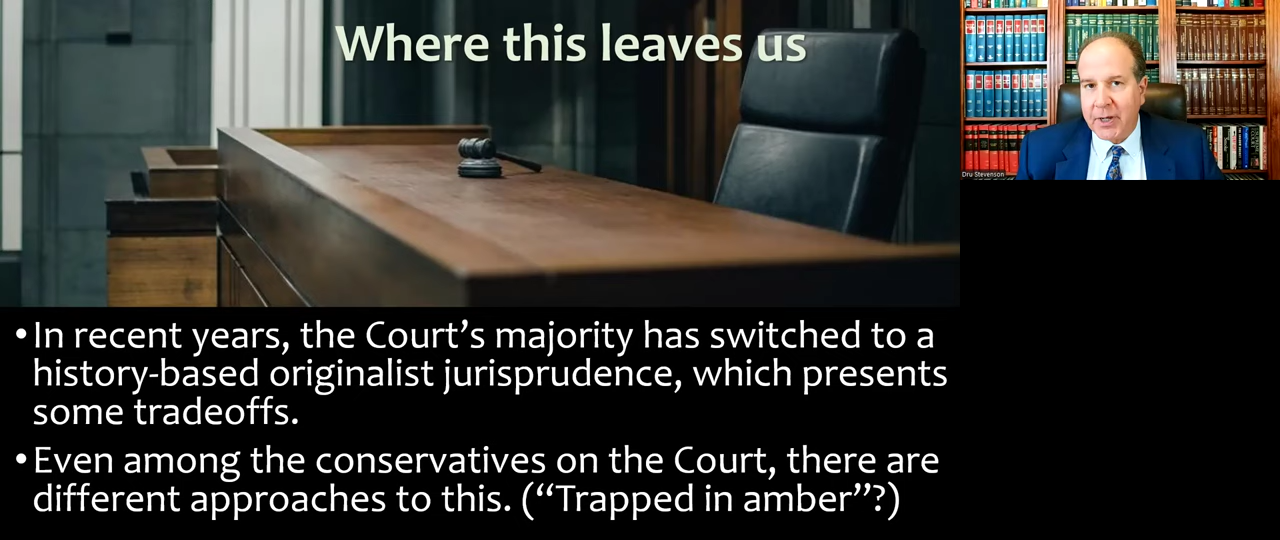 Where this leaves us
Dru Stevenson
•In recent years, the Court’s majority has switched to a
history-based originalist jurisprudence, which presents
some tradeoffs.
•Even among the conservatives on the Court, there are
different approaches to this. (“Trapped in amber”?)